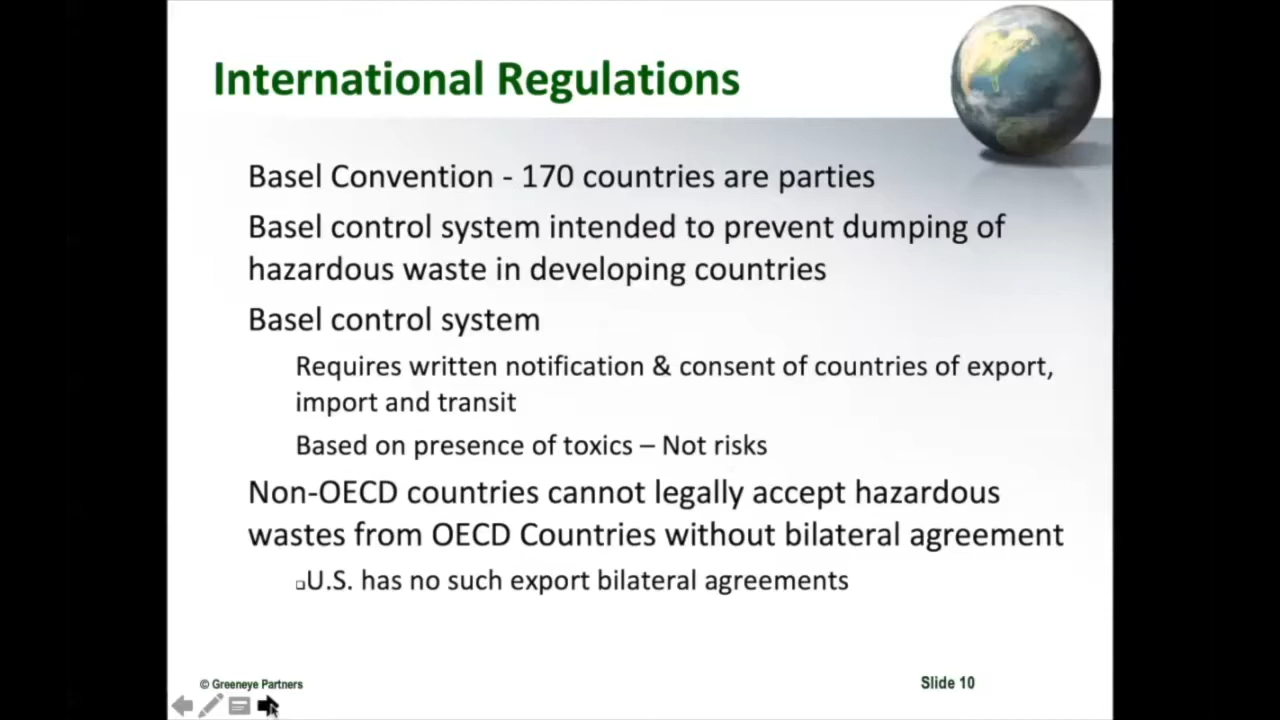 International Regulations
Basel Convention - 170 countries are parties
Basel control system intended to prevent dumping of
hazardous waste in developing countries
Basel control system
Requires written notification & consent of countries of export,
import and transit
Based on presence of toxics – Not risks
Non-OECD countries cannot legally accept hazardous
wastes from OECD Countries without bilateral agreement
❑U.S. has no such export bilateral agreements
© Greeneye Partners
Slide 10